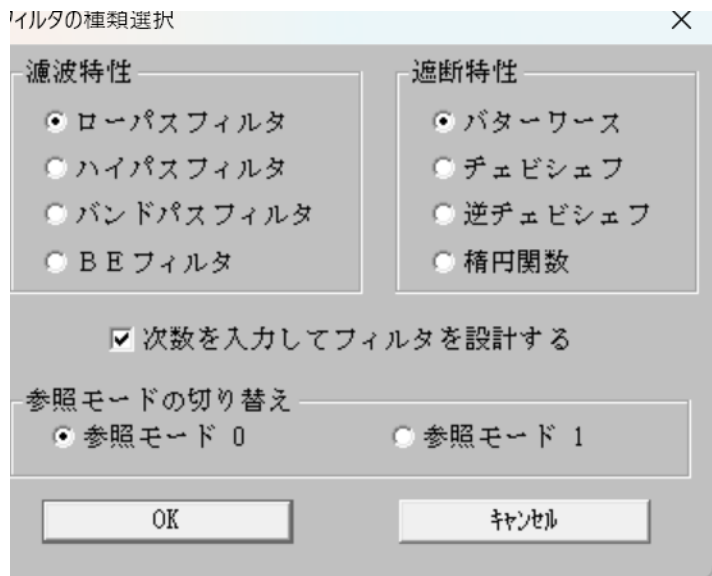 フィルタの種類選択
濾波特性
ローパスフィルタ
ハイパスフィルタ
バンドパスフィルタ
ＢＥフィルタ
遮断特性
バターワース
チェビシェフ
逆チェビシェフ
楕円関数
次数を入力してフィルタを設計する
参照モードの切り替え
参照モード 0
参照モード 1
OK
ｷｬﾝｾﾙ